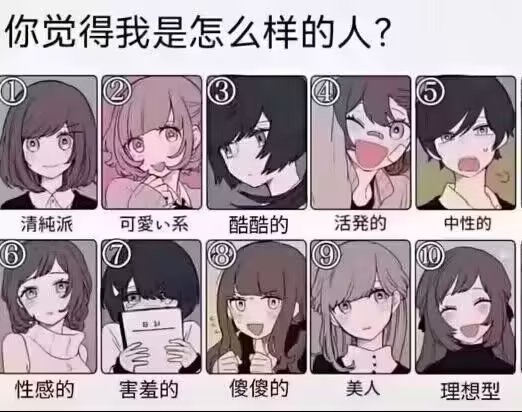 你觉得我是怎么样的人?
① ② ③ ④ ⑤
清純派 可愛い系 酷酷的 活発的 中性的
⑥ ⑦ ⑧ ⑨ ⑩
日記
性感的 害羞的 傻傻的 美人 理想型